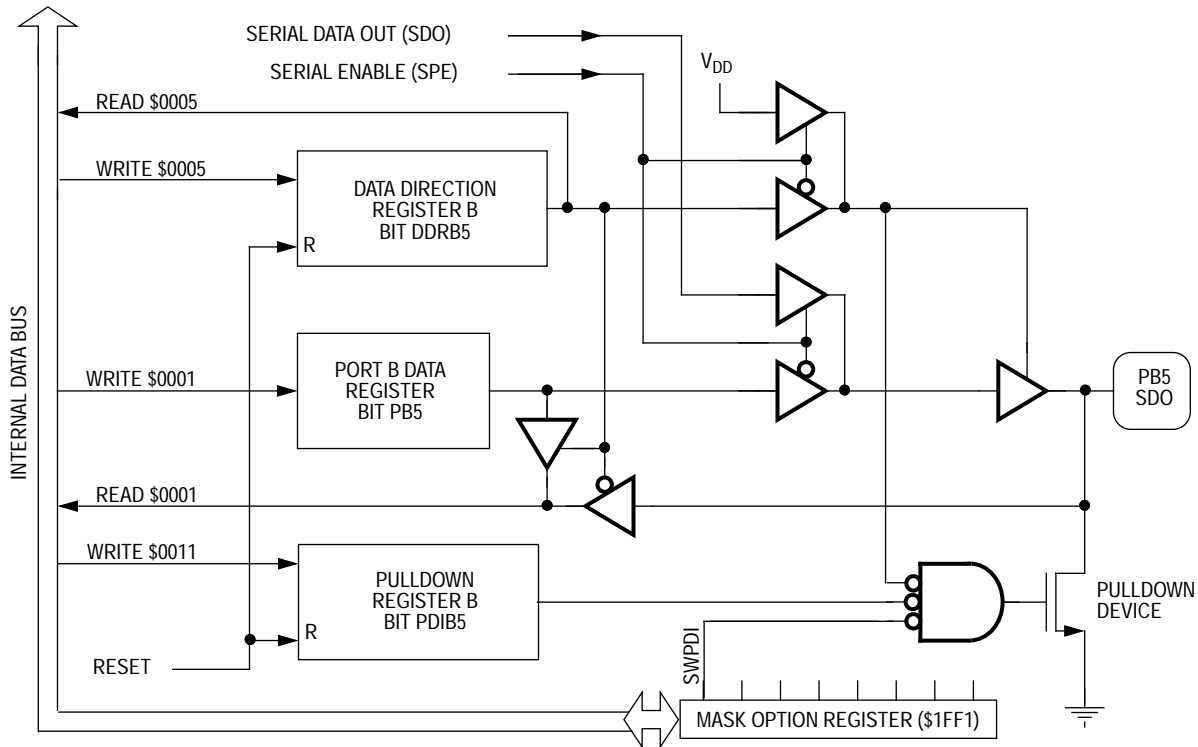 SERIAL DATA OUT (SDO)
SERIAL ENABLE (SPE)
VDD
READ $0005
WRITE $0005
DATA DIRECTION
REGISTER B
BIT DDRB5
R
INTERNAL DATA BUS
WRITE $0001
PORT B DATA
REGISTER
BIT PB5
PB5
SDO
READ $0001
WRITE $0011
PULLDOWN
REGISTER B
BIT PDIB5
R
PULLDOWN
DEVICE
RESET
SWPDI
MASK OPTION REGISTER ($1FF1)